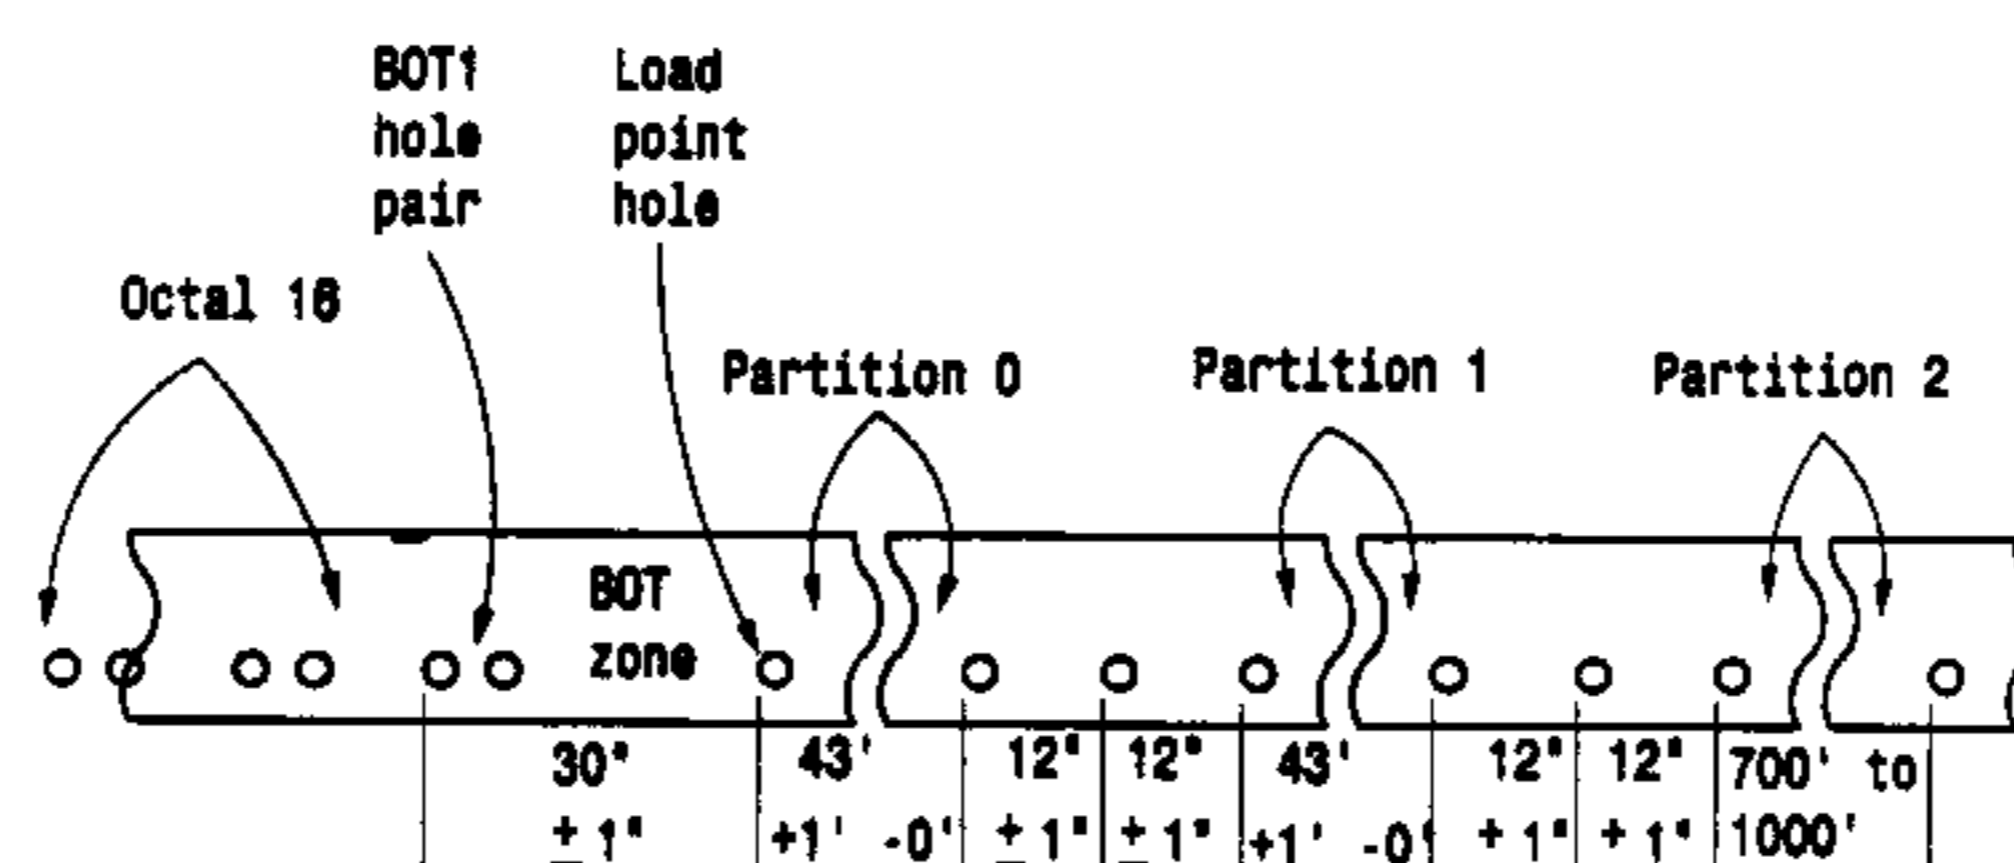 BOT1
hole
pair
Load
point
hole
Octal 16
Partition 0
Partition 1
Partition 2
BOT
zone
30" 43' 12" 12" 43' 12" 12" 700' to
± 1" +1' -0' ± 1" ± 1" +1' -0' + 1" + 1" 1000'